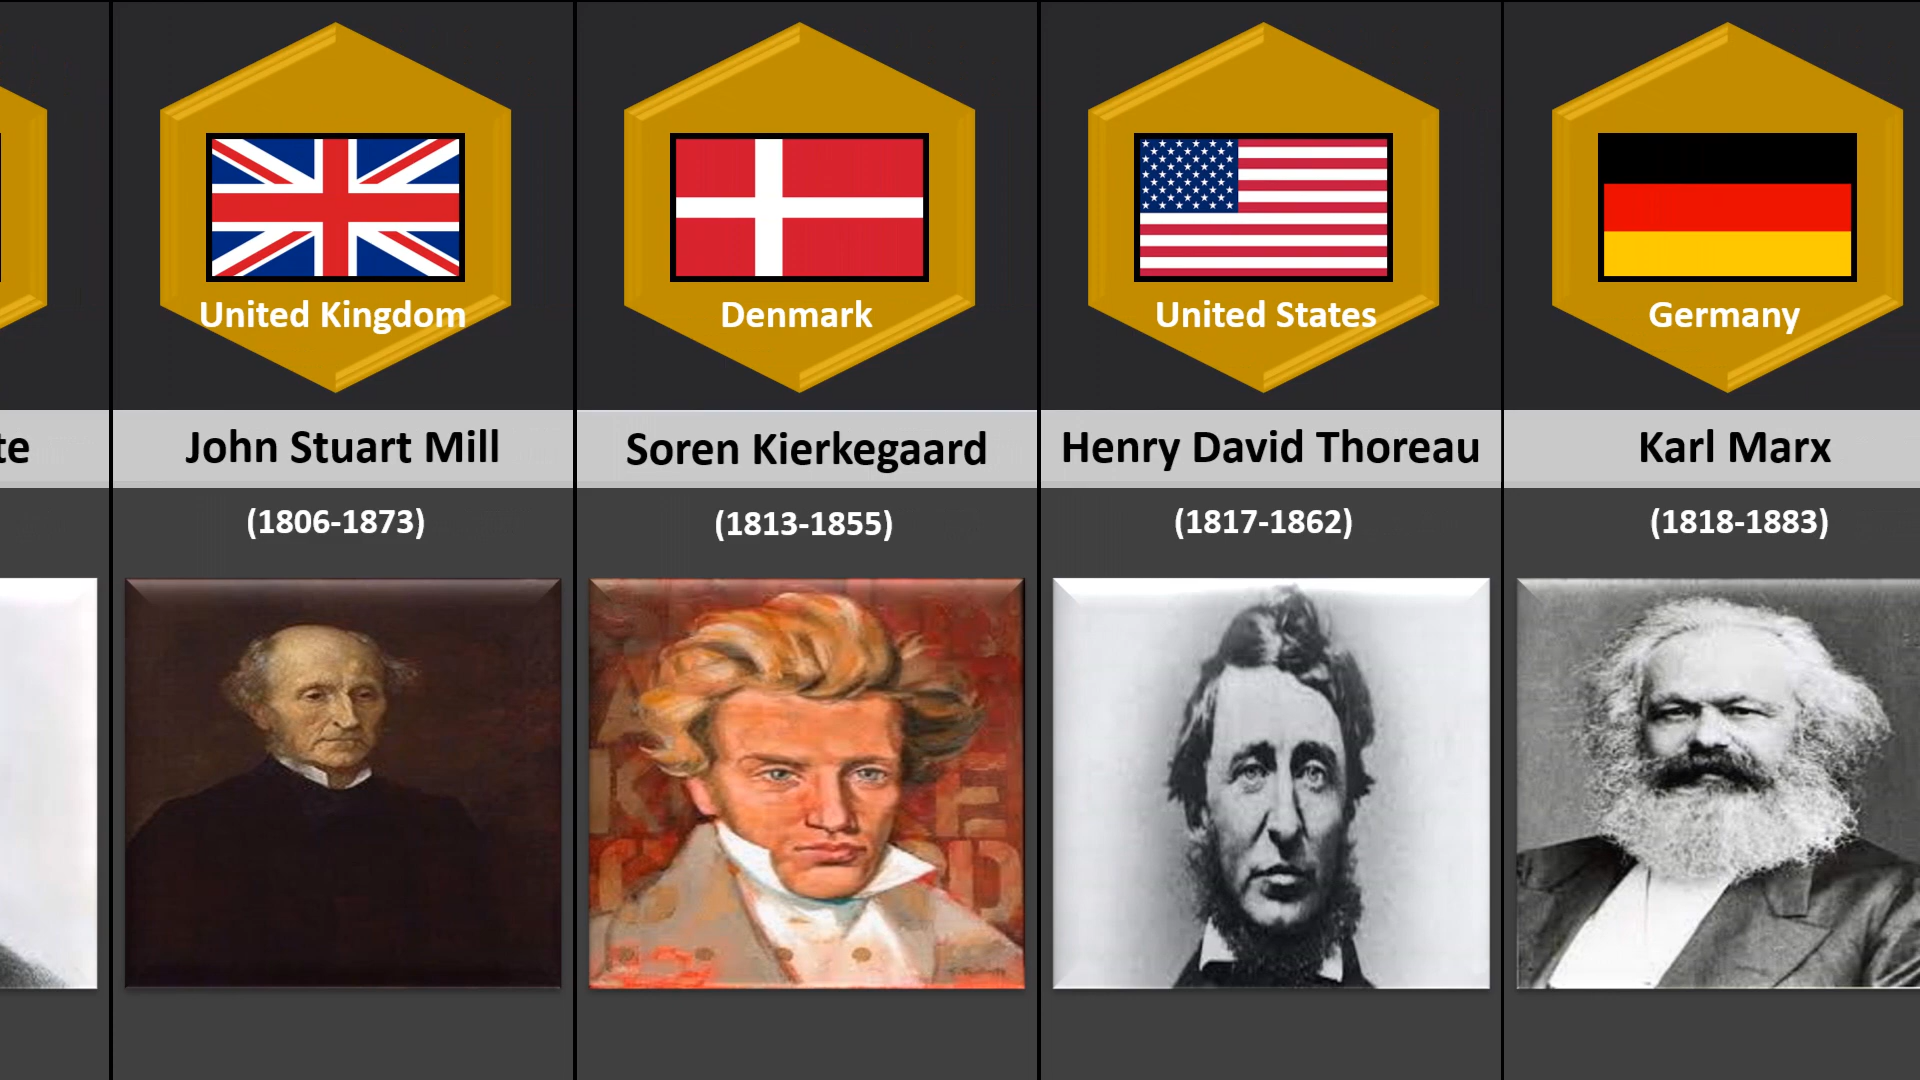 United Kingdom
Denmark
United States
Germany
te
John Stuart Mill
Soren Kierkegaard
Henry David Thoreau
Karl Marx
(1806-1873)
(1813-1855)
(1817-1862)
(1818-1883)